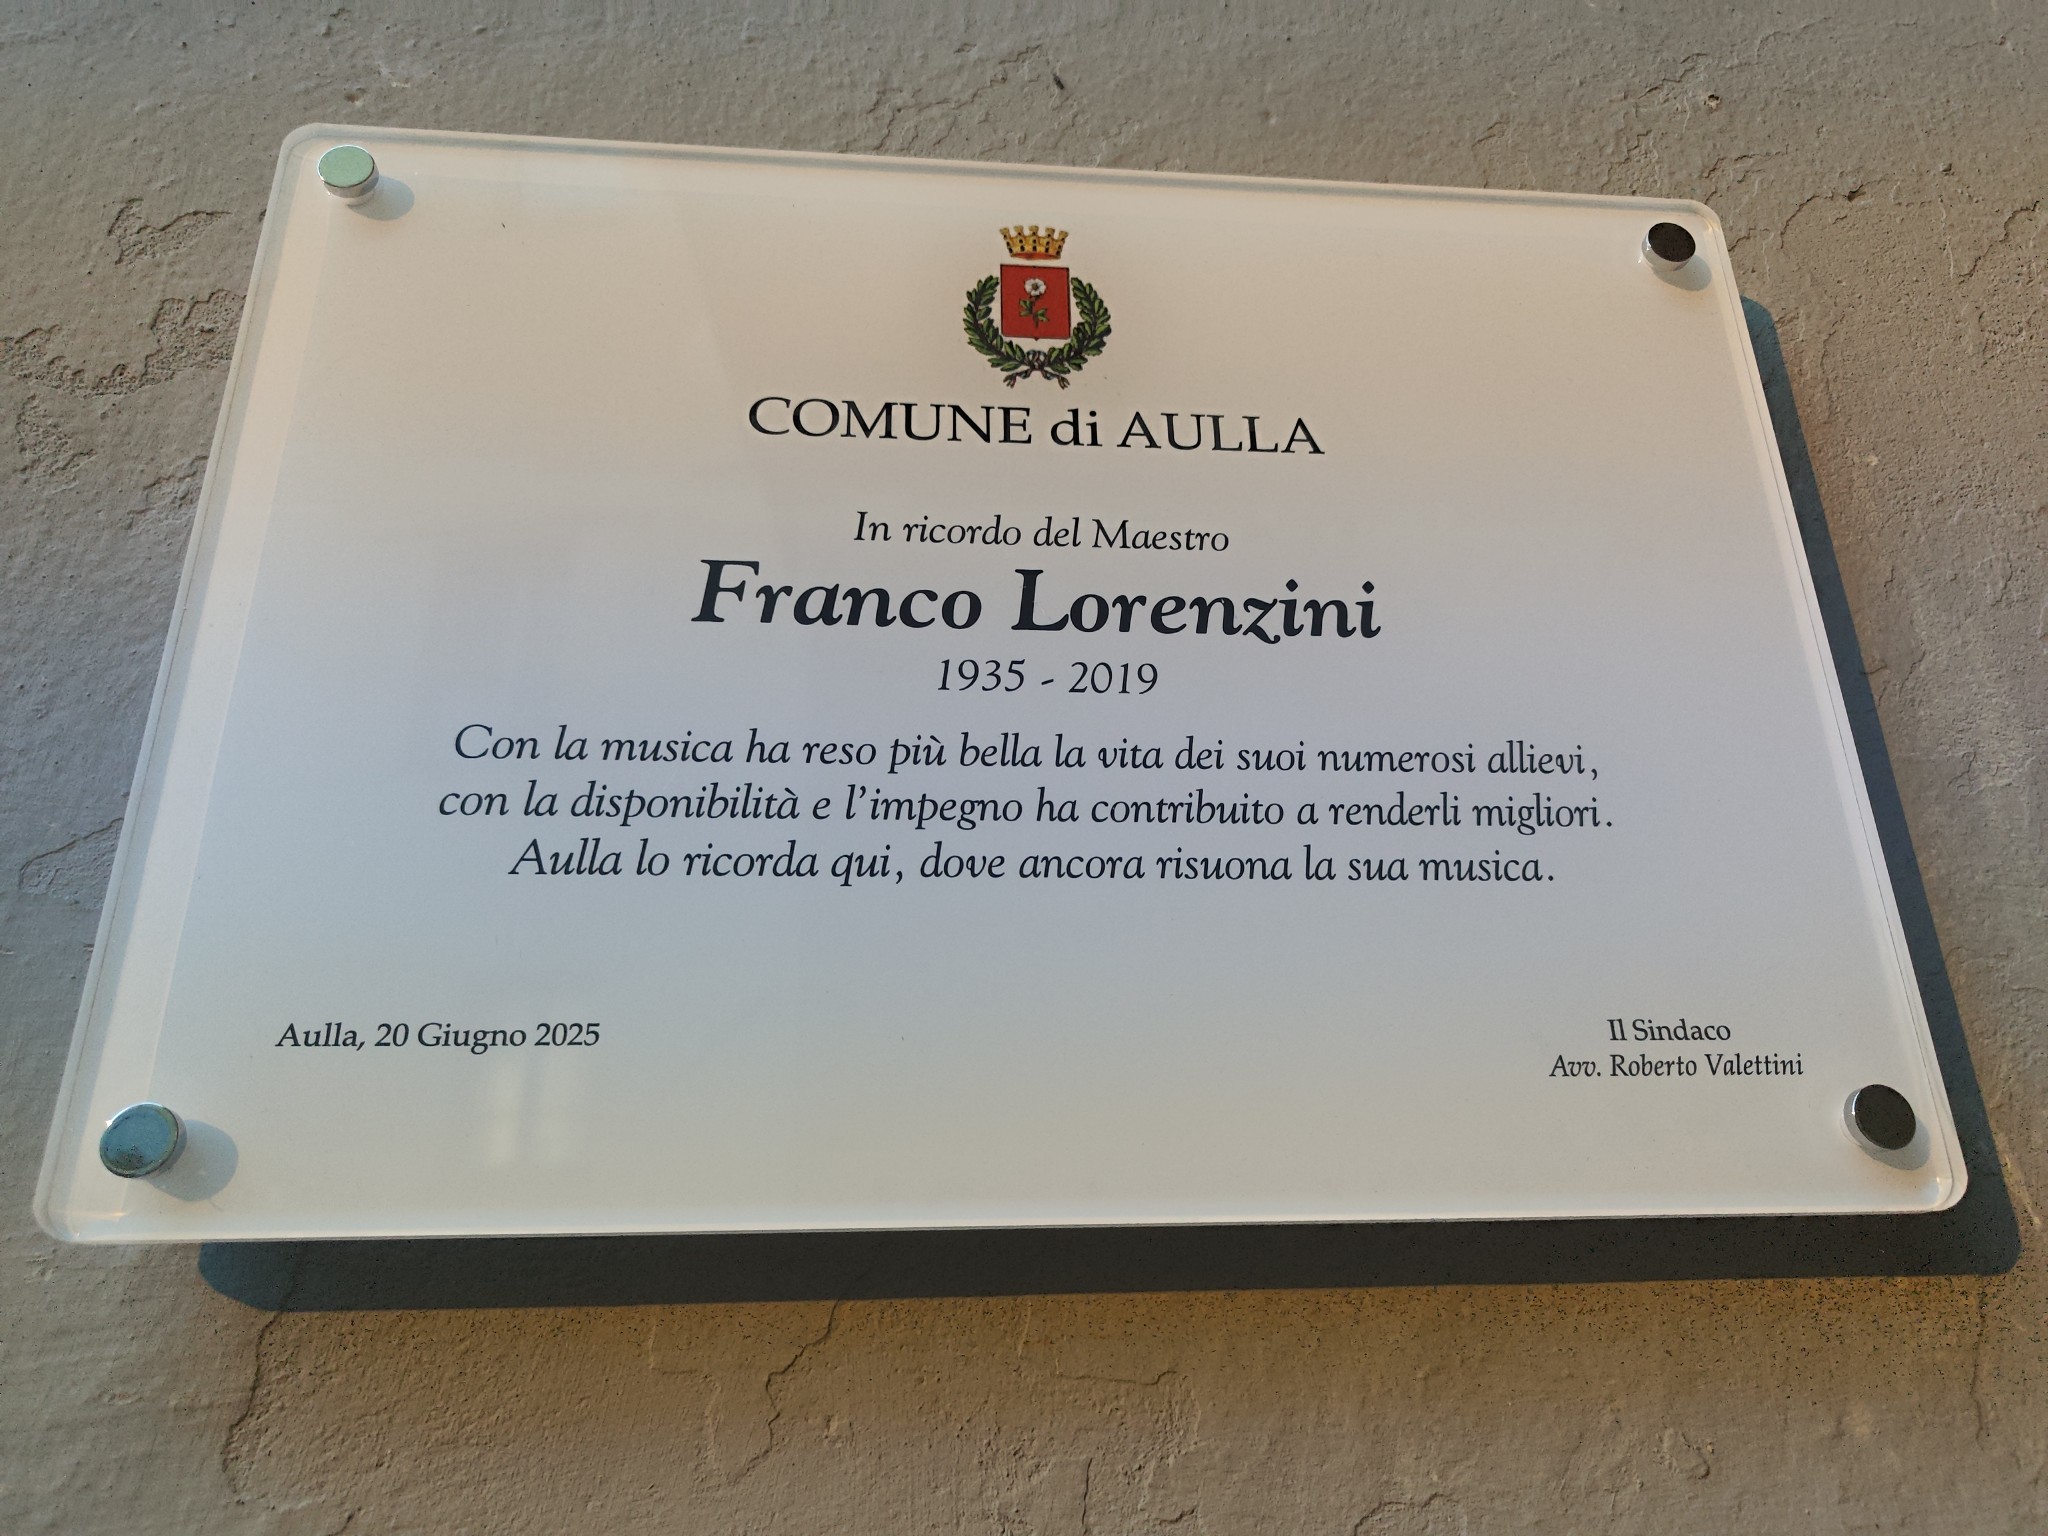 COMUNE di AULLA
In ricordo del Maestro
Franco Lorenzini
1935 - 2019
Con la musica ha reso più bella la vita dei suoi numerosi allievi,
con la disponibilità e l'impegno ha contribuito a renderli migliori.
Aulla lo ricorda qui, dove ancora risuona la sua musica.
Aulla, 20 Giugno 2025
Il Sindaco
Avv. Roberto Valettini